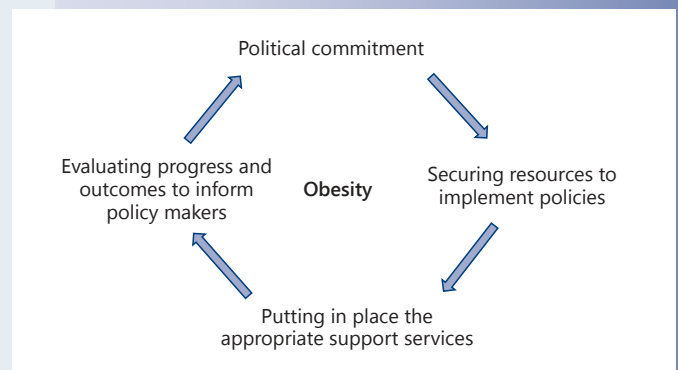 Political commitment
Securing resources to
implement policies
Putting in place the
appropriate support services
Evaluating progress and
outcomes to inform
policy makers
Obesity